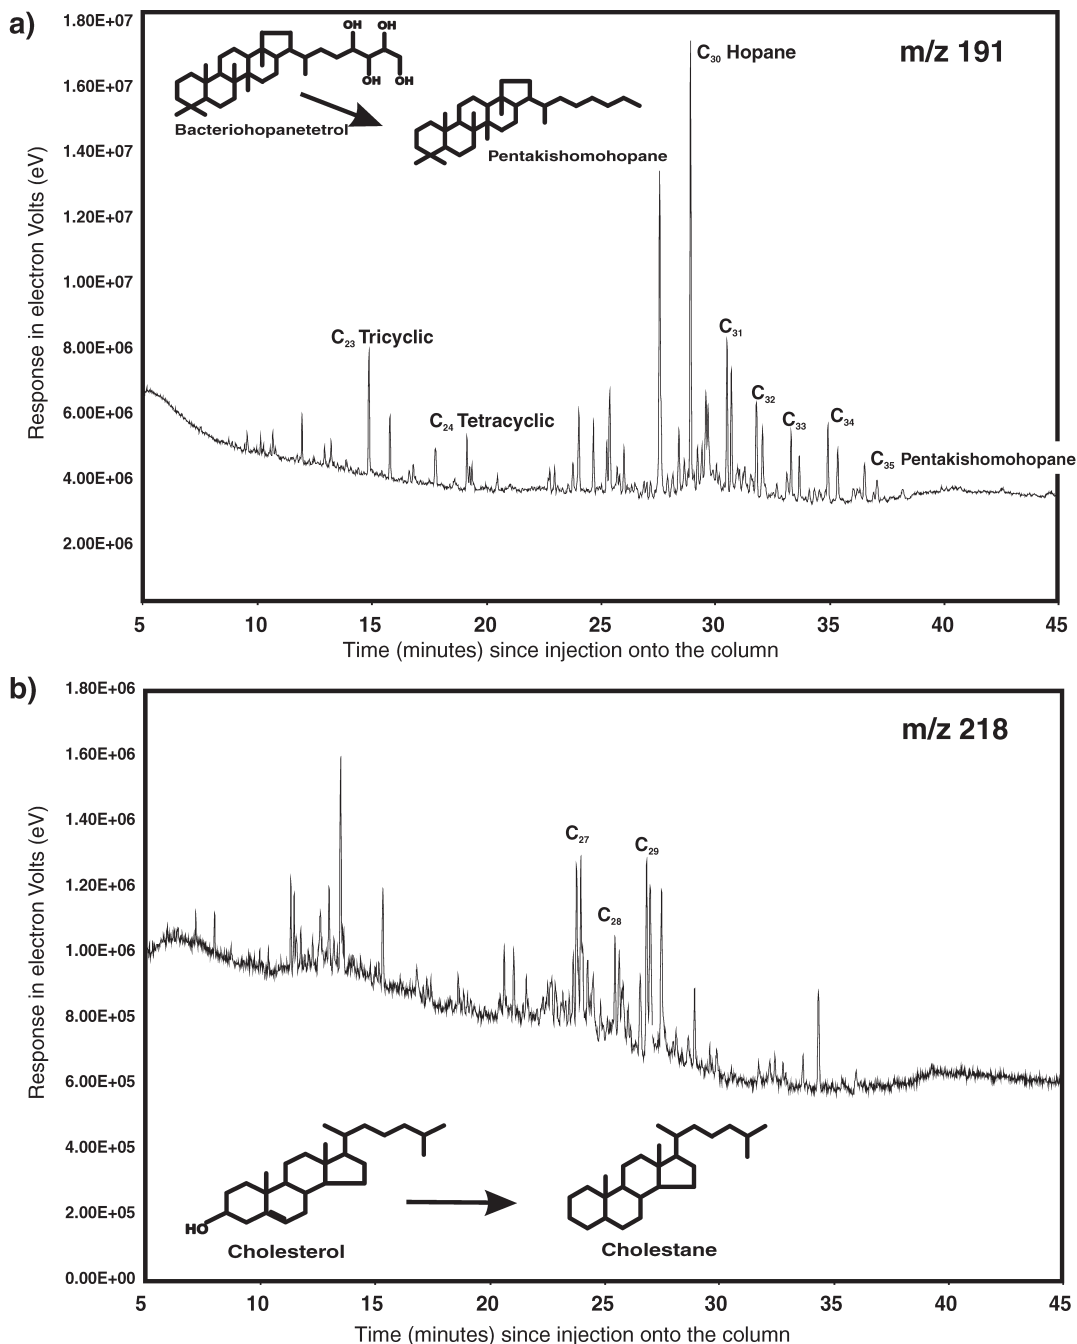 a)
m/z 191
Response in electron Volts (eV)
1.80E+07
1.60E+07
1.40E+07
1.20E+07
1.00E+07
8.00E+06
6.00E+06
4.00E+06
2.00E+06
OH OH
OH OH
Bacteriohopanetetrol
Pentakishomohopane
C30 Hopane
C23 Tricyclic
C24 Tetracyclic
C31
C32
C33
C34
C35 Pentakishomohopane
5 10 15 20 25 30 35 40 45
Time (minutes) since injection onto the column
b)
m/z 218
Response in electron Volts (eV)
1.80E+06
1.60E+06
1.40E+06
1.20E+06
1.00E+06
8.00E+05
6.00E+05
4.00E+05
2.00E+05
0.00E+00
C27
C28
C29
HO
Cholesterol
Cholestane
5 10 15 20 25 30 35 40 45
Time (minutes) since injection onto the column